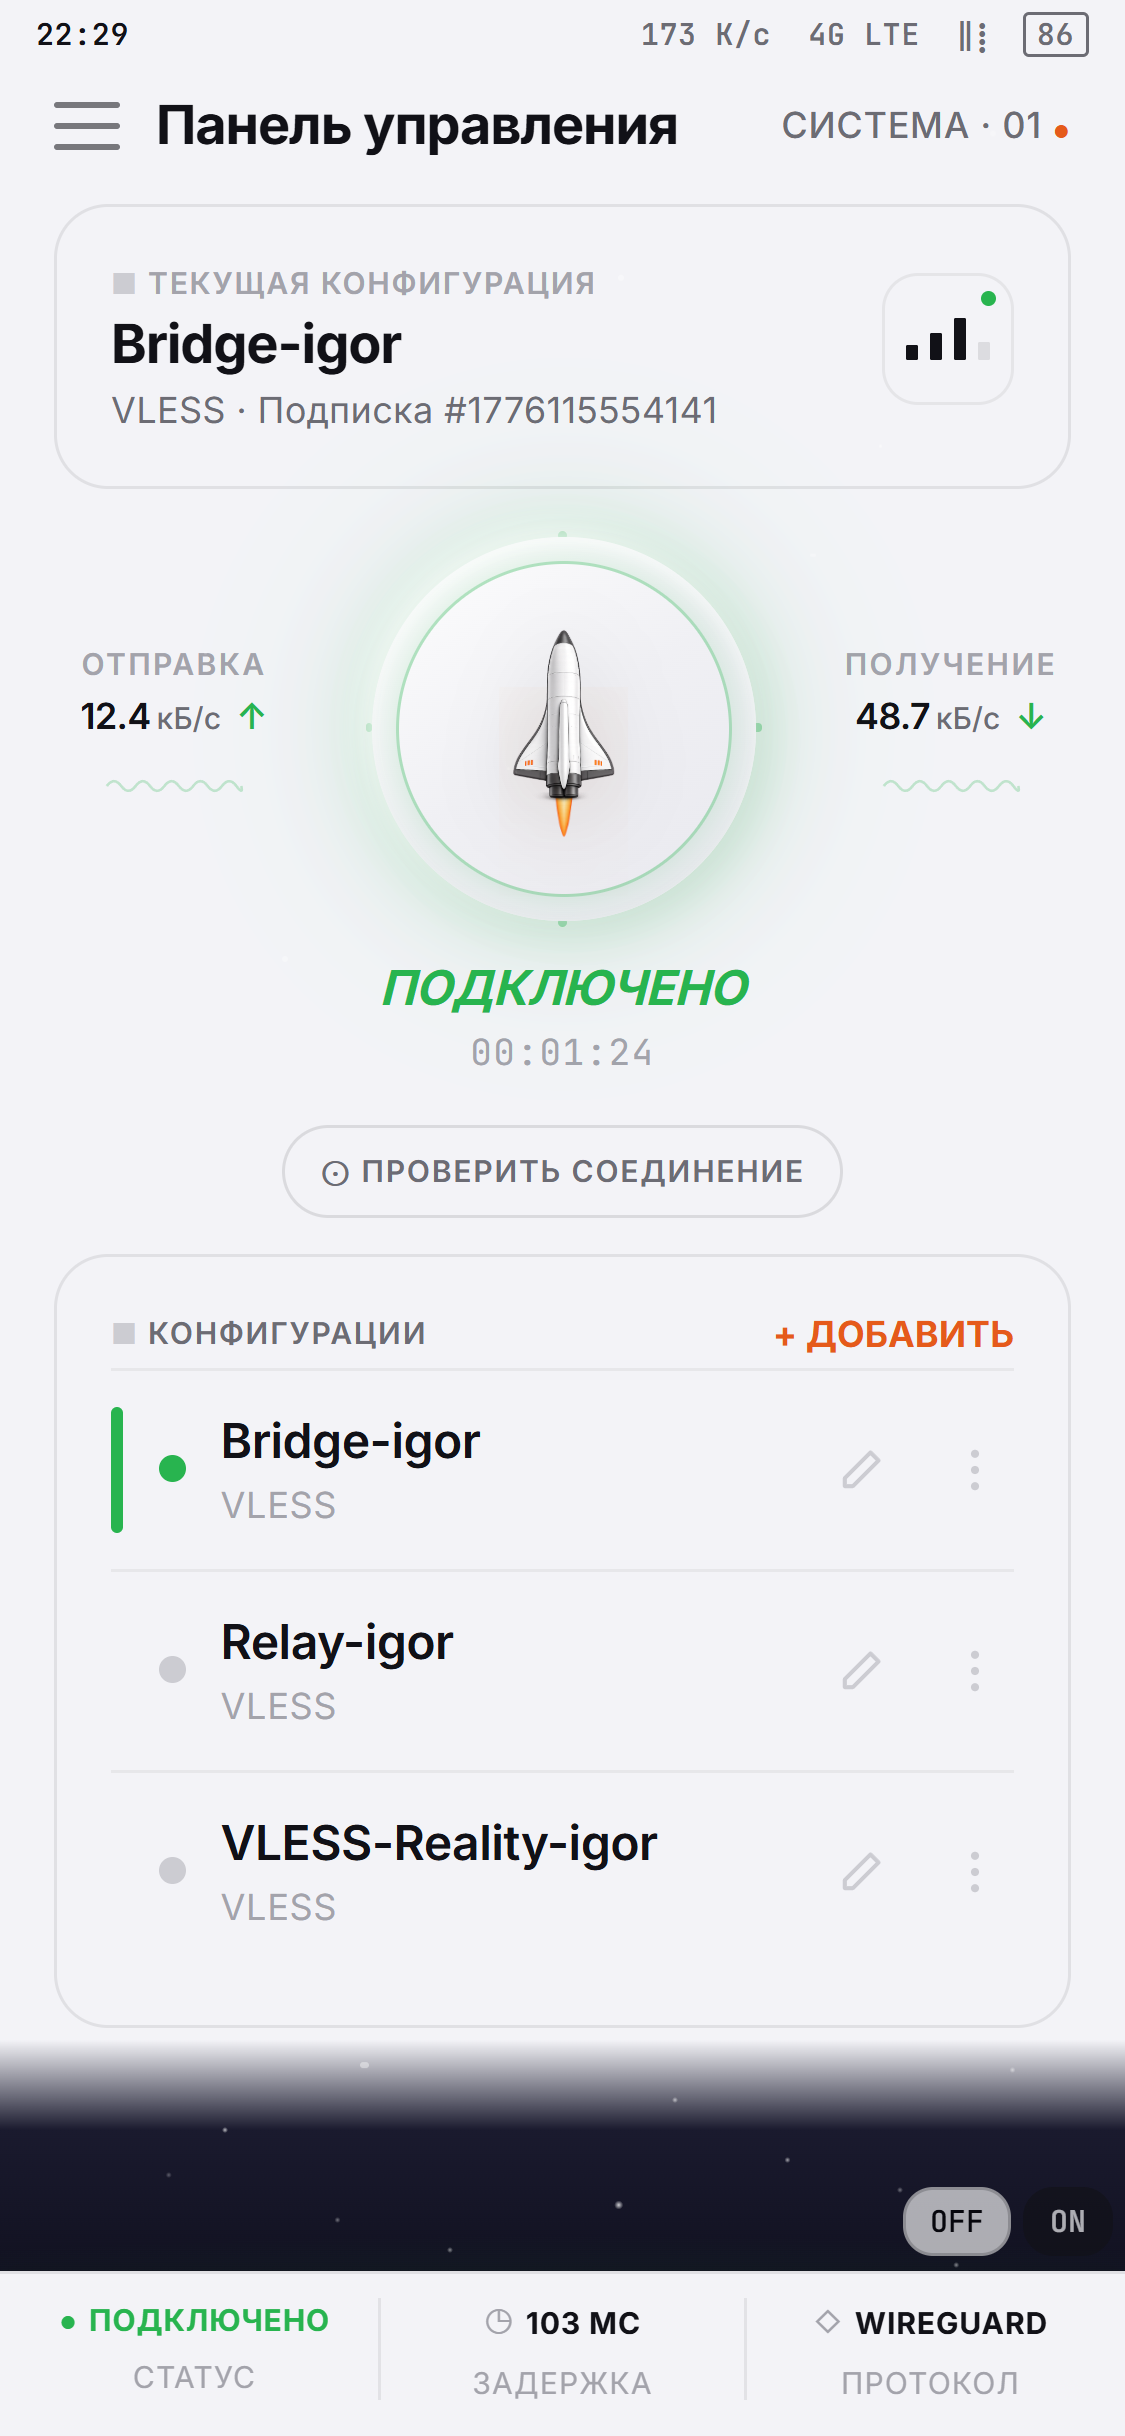 22:29 173 К/с 4G LTE 86
Панель управления СИСТЕМА · 01
ТЕКУЩАЯ КОНФИГУРАЦИЯ
Bridge-igor
VLESS · Подписка #1776115554141
ОТПРАВКА
12.4 кБ/с ↑
ПОЛУЧЕНИЕ
48.7 кБ/с ↓
ПОДКЛЮЧЕНО
00:01:24
ПРОВЕРИТЬ СОЕДИНЕНИЕ
КОНФИГУРАЦИИ + ДОБАВИТЬ
Bridge-igor
VLESS
Relay-igor
VLESS
VLESS-Reality-igor
VLESS
OFF ON
ПОДКЛЮЧЕНО
СТАТУС
103 МС
ЗАДЕРЖКА
WIREGUARD
ПРОТОКОЛ